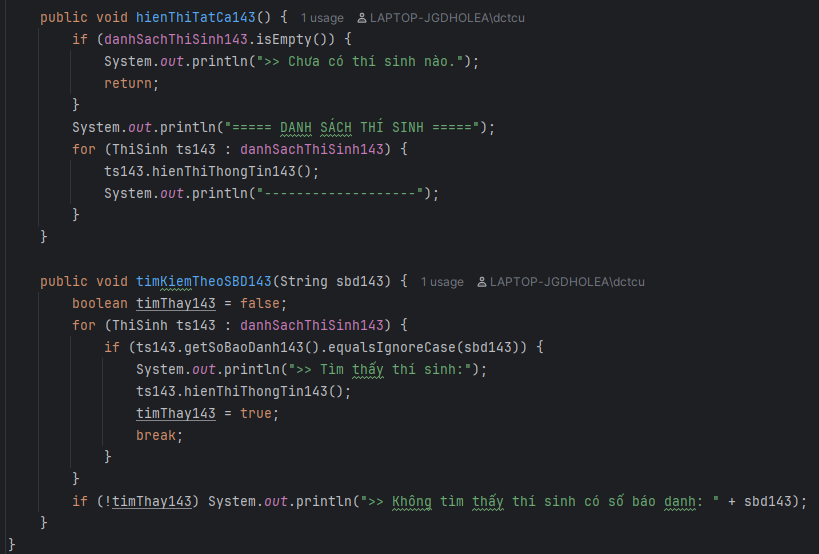 public void hienThiTatCa143() { 1 usage LAPTOP-JGDHOLEA\dctcu
if (danhSachThiSinh143.isEmpty()) {
System.out.println(">> Chưa có thí sinh nào.");
return;
}
System.out.println("===== DANH SÁCH THÍ SINH =====");
for (ThiSinh ts143 : danhSachThiSinh143) {
ts143.hienThiThongTin143();
System.out.println("-------------------");
}
}
public void timKiemTheoSBD143(String sbd143) { 1 usage LAPTOP-JGDHOLEA\dctcu
boolean timThay143 = false;
for (ThiSinh ts143 : danhSachThiSinh143) {
if (ts143.getSoBaoDanh143().equalsIgnoreCase(sbd143)) {
System.out.println(">> Tìm thấy thí sinh:");
ts143.hienThiThongTin143();
timThay143 = true;
break;
}
}
if (!timThay143) System.out.println(">> Không tìm thấy thí sinh có số báo danh: " + sbd143);
}
}